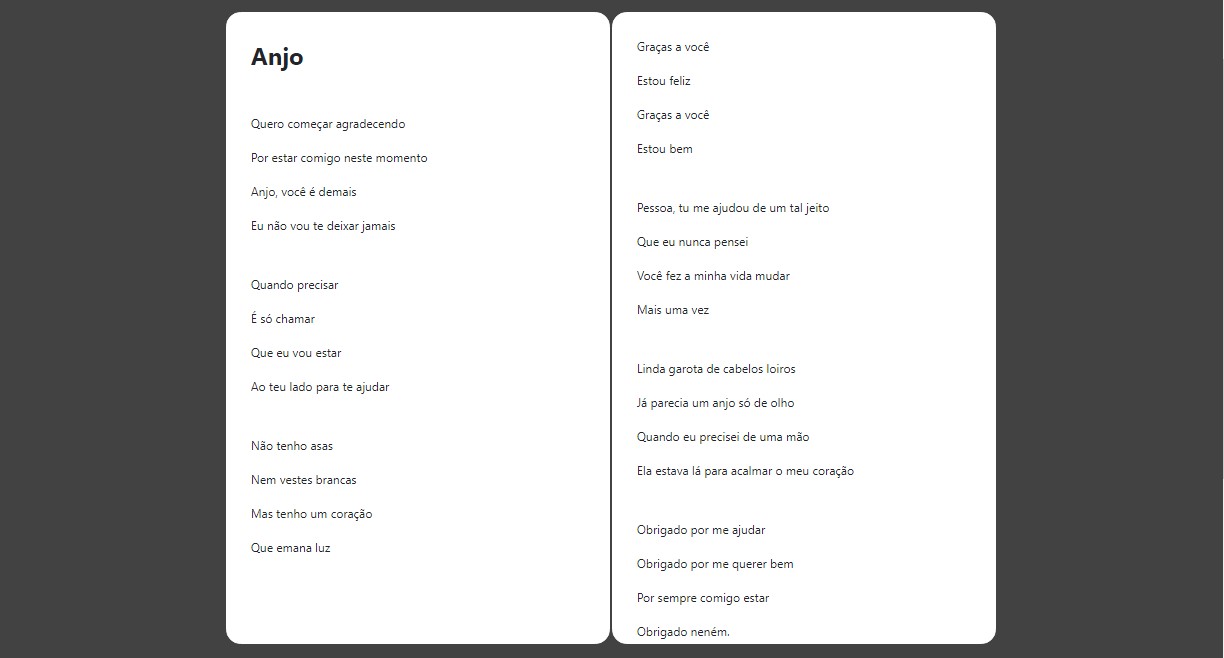 Anjo
Quero começar agradecendo
Por estar comigo neste momento
Anjo, você é demais
Eu não vou te deixar jamais
Quando precisar
É só chamar
Que eu vou estar
Ao teu lado para te ajudar
Não tenho asas
Nem vestes brancas
Mas tenho um coração
Que emana luz
Graças a você
Estou feliz
Graças a você
Estou bem
Pessoa, tu me ajudou de um tal jeito
Que eu nunca pensei
Você fez a minha vida mudar
Mais uma vez
Linda garota de cabelos loiros
Já parecia um anjo só de olho
Quando eu precisei de uma mão
Ela estava lá para acalmar o meu coração
Obrigado por me ajudar
Obrigado por me querer bem
Por sempre comigo estar
Obrigado neném.